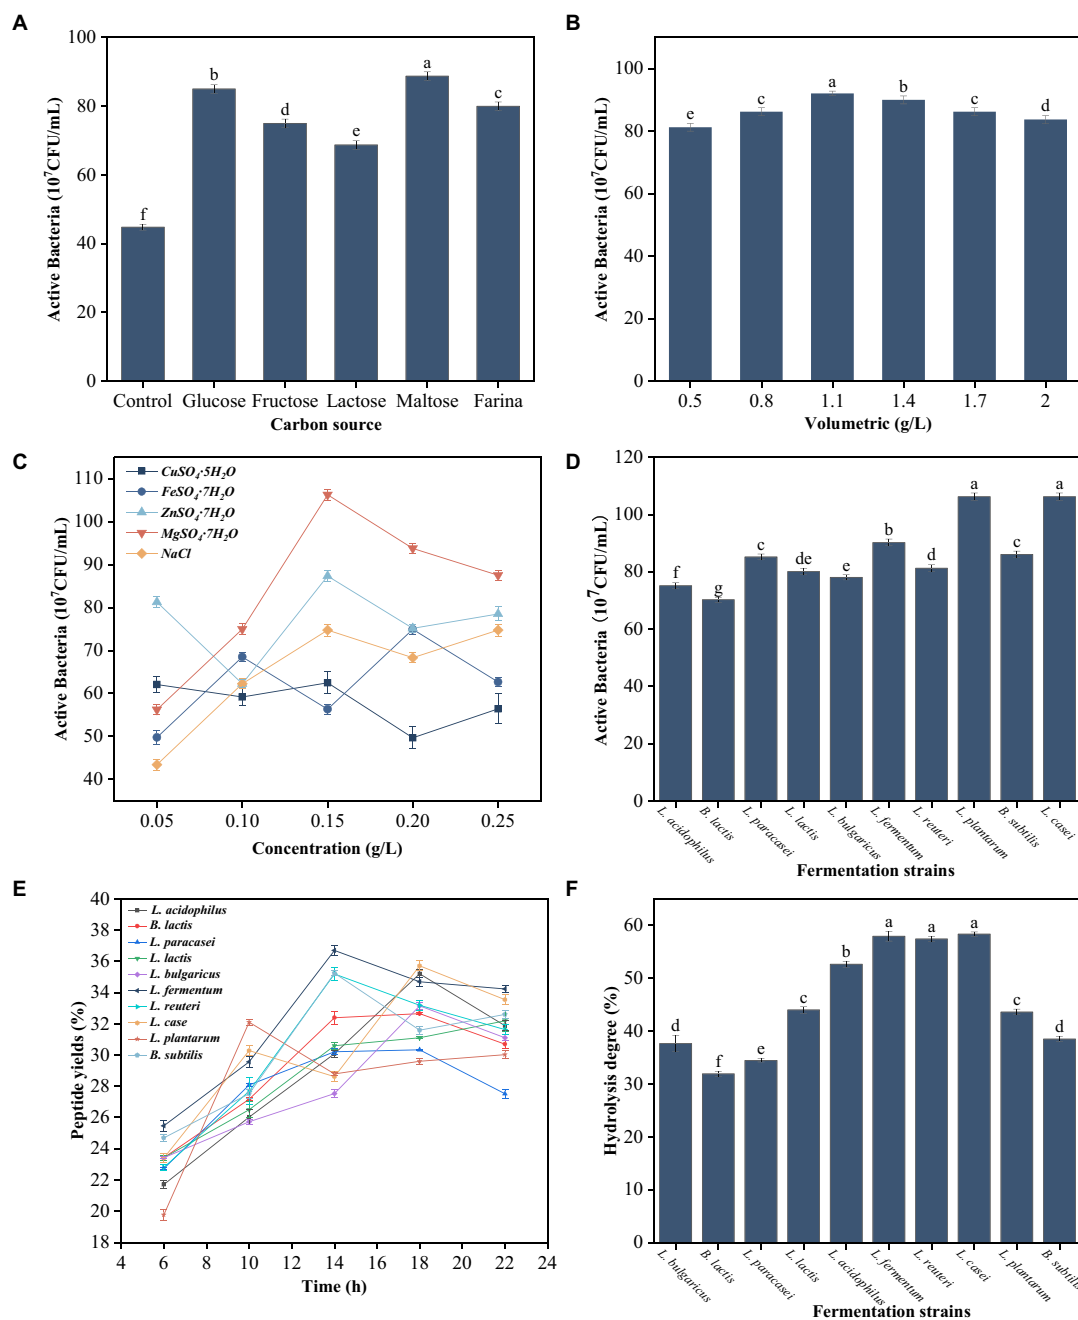 A
Active Bacteria (10⁷CFU/mL)
100
80
60
40
20
0
f
b
d
e
a
c
Control Glucose Fructose Lactose Maltose Farina
Carbon source
B
Active Bacteria (10⁷CFU/mL)
100
80
60
40
20
0
e
c
a
b
c
d
0.5 0.8 1.1 1.4 1.7 2
Volumetric (g/L)
C
Active Bacteria (10⁷CFU/mL)
110
100
90
80
70
60
50
40
CuSO₄·5H₂O
FeSO₄·7H₂O
ZnSO₄·7H₂O
MgSO₄·7H₂O
NaCl
0.05 0.10 0.15 0.20 0.25
Concentration (g/L)
D
Active Bacteria (10⁷CFU/mL)
120
100
80
60
40
20
0
f
g
c
de
e
b
d
a
c
a
L. acidophilus
B. lactis
L. paracasei
L. lactis
L. bulgaricus
L. fermentum
L. reuteri
L. plantarum
B. subtilis
L. casei
Fermentation strains
E
Peptide yields (%)
40
38
36
34
32
30
28
26
24
22
20
18
L. acidophilus
B. lactis
L. paracasei
L. lactis
L. bulgaricus
L. fermentum
L. reuteri
L. case
L. plantarum
B. subtilis
4 6 8 10 12 14 16 18 20 22 24
Time (h)
F
Hydrolysis degree (%)
60
50
40
30
20
10
0
d
f
e
c
b
a
a
a
c
d
L. bulgaricus
B. lactis
L. paracasei
L. lactis
L. acidophilus
L. fermentum
L. reuteri
L. casei
L. plantarum
B. subtilis
Fermentation strains